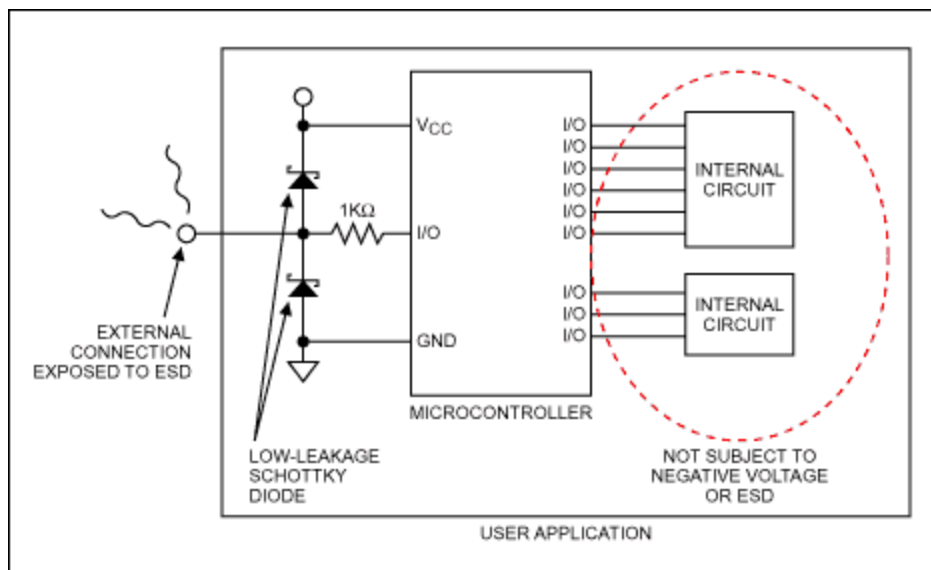 VCC
1KΩ
I/O
GND
I/O
I/O
I/O
I/O
I/O
I/O
I/O
I/O
I/O
INTERNAL
CIRCUIT
INTERNAL
CIRCUIT
EXTERNAL
CONNECTION
EXPOSED TO ESD
MICROCONTROLLER
LOW-LEAKAGE
SCHOTTKY
DIODE
NOT SUBJECT TO
NEGATIVE VOLTAGE
OR ESD
USER APPLICATION